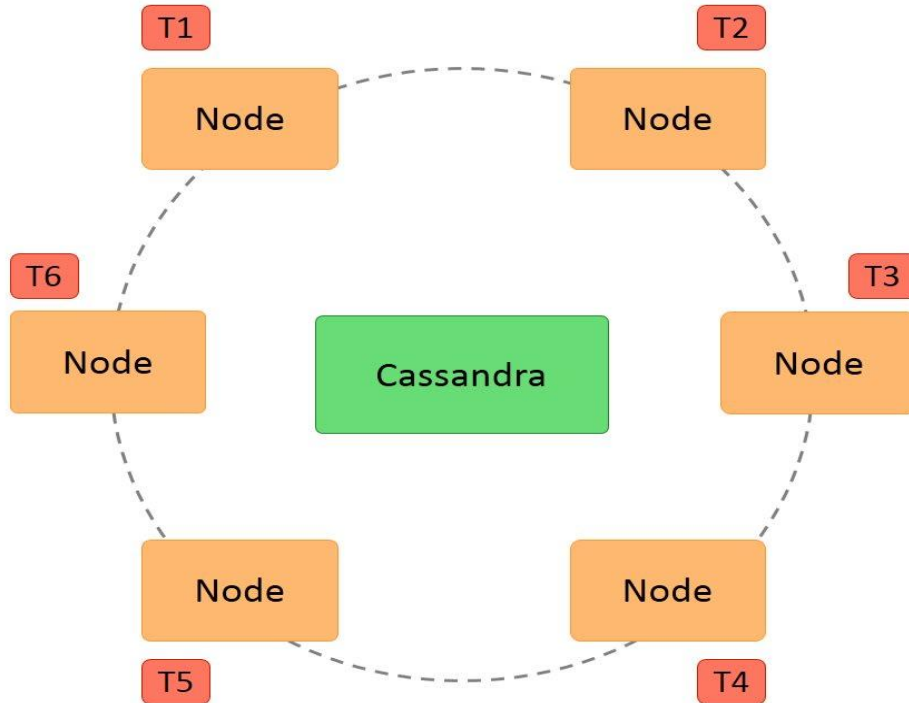 T1
T2
Node
Node
T6
T3
Node
Cassandra
Node
Node
Node
T5
T4